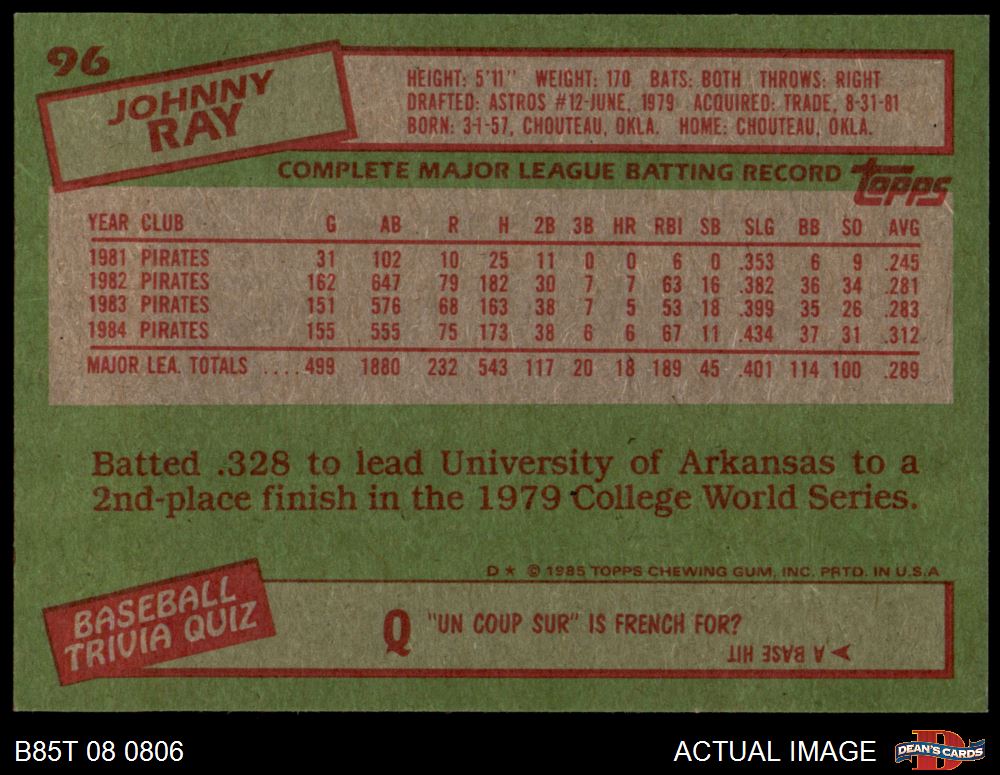 96
JOHNNY
RAY
HEIGHT: 5'11" WEIGHT: 170 BATS: BOTH THROWS: RIGHT
DRAFTED: ASTROS #12-JUNE, 1979 ACQUIRED: TRADE, 8-31-81
BORN: 3-1-57, CHOUTEAU, OKLA. HOME: CHOUTEAU, OKLA.
COMPLETE MAJOR LEAGUE BATTING RECORD topps
YEAR CLUB G AB R H 2B 3B HR RBI SB SLG BB SO AVG
1981 PIRATES 31 102 10 25 11 0 0 6 0 .353 6 9 .245
1982 PIRATES 162 647 79 182 30 7 7 63 16 .382 36 34 .281
1983 PIRATES 151 576 68 163 38 7 5 53 18 .399 35 26 .283
1984 PIRATES 155 555 75 173 38 6 6 67 11 .434 37 31 .312
MAJOR LEA. TOTALS ....499 1880 232 543 117 20 18 189 45 .401 114 100 .289
Batted .328 to lead University of Arkansas to a
2nd-place finish in the 1979 College World Series.
D * © 1985 TOPPS CHEWING GUM, INC. PRTD. IN U.S.A
BASEBALL
TRIVIA QUIZ
Q "UN COUP SUR" IS FRENCH FOR?
A BASE HIT
B85T 08 0806 ACTUAL IMAGE D DEAN'S CARDS